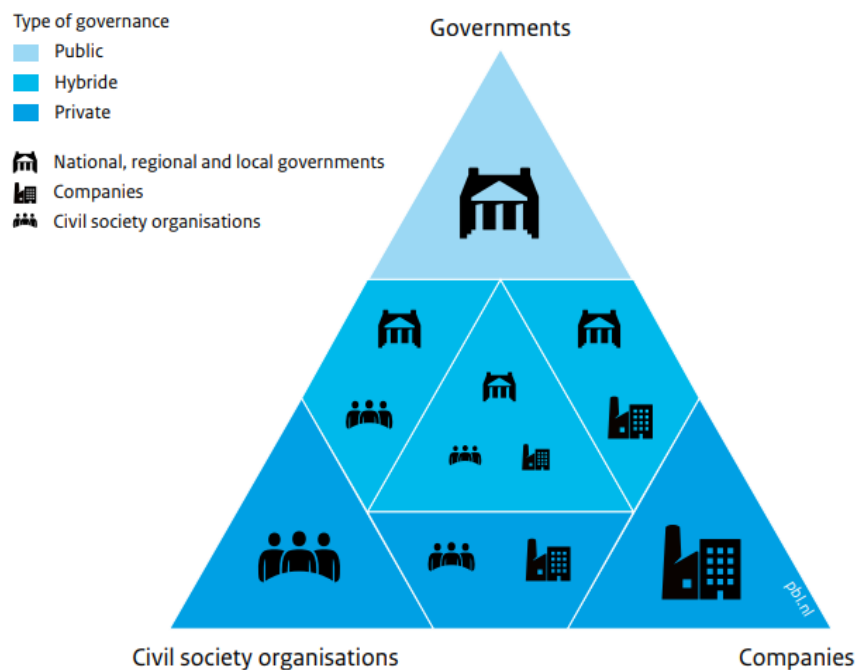 Type of governance
Public
Hybride
Private
National, regional and local governments
Companies
Civil society organisations
Governments
pbl.nl
Civil society organisations
Companies